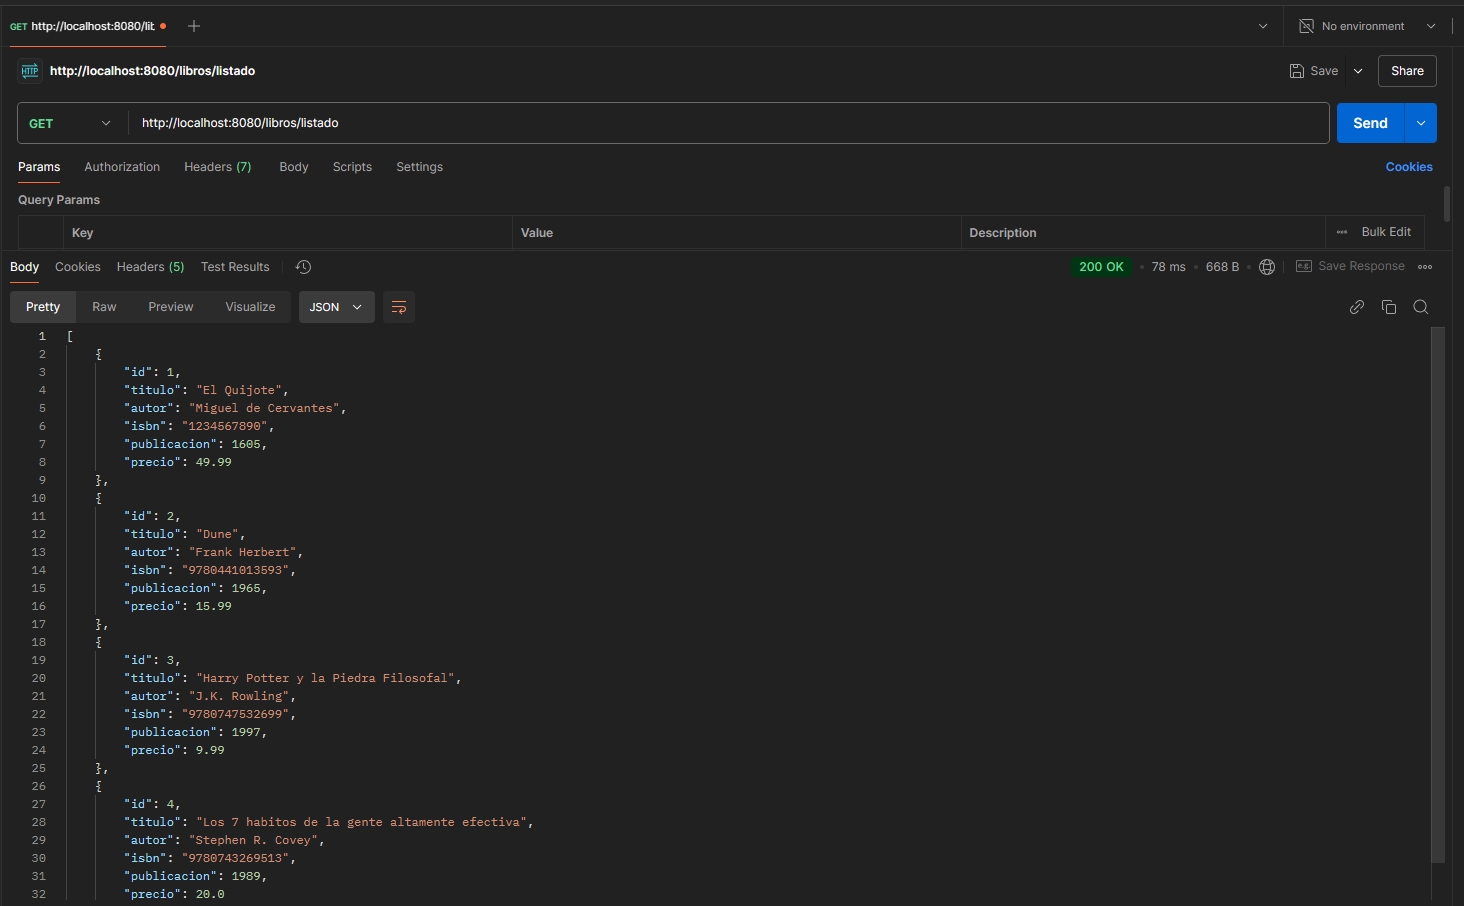 GET http://localhost:8080/lib
No environment
HTTP http://localhost:8080/libros/listado
Save
Share
GET http://localhost:8080/libros/listado
Send
Params Authorization Headers (7) Body Scripts Settings
Cookies
Query Params
Key Value Description Bulk Edit
Body Cookies Headers (5) Test Results
200 OK • 78 ms • 668 B
e.g. Save Response
Pretty Raw Preview Visualize JSON
1 [
2 {
3 "id": 1,
4 "titulo": "El Quijote",
5 "autor": "Miguel de Cervantes",
6 "isbn": "1234567890",
7 "publicacion": 1605,
8 "precio": 49.99
9 },
10 {
11 "id": 2,
12 "titulo": "Dune",
13 "autor": "Frank Herbert",
14 "isbn": "9780441013593",
15 "publicacion": 1965,
16 "precio": 15.99
17 },
18 {
19 "id": 3,
20 "titulo": "Harry Potter y la Piedra Filosofal",
21 "autor": "J.K. Rowling",
22 "isbn": "9780747532699",
23 "publicacion": 1997,
24 "precio": 9.99
25 },
26 {
27 "id": 4,
28 "titulo": "Los 7 habitos de la gente altamente efectiva",
29 "autor": "Stephen R. Covey",
30 "isbn": "9780743269513",
31 "publicacion": 1989,
32 "precio": 20.0